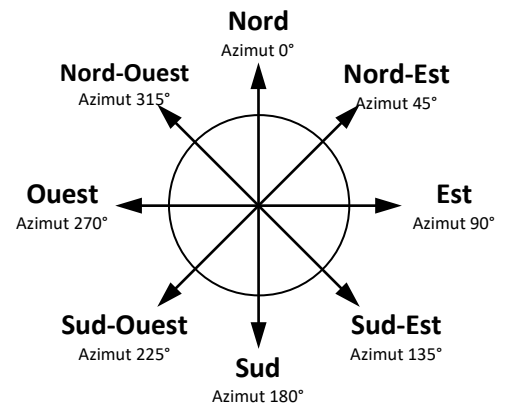 Nord
Azimut 0°
Nord-Ouest
Azimut 315°
Nord-Est
Azimut 45°
Ouest
Azimut 270°
Est
Azimut 90°
Sud-Ouest
Azimut 225°
Sud-Est
Azimut 135°
Sud
Azimut 180°